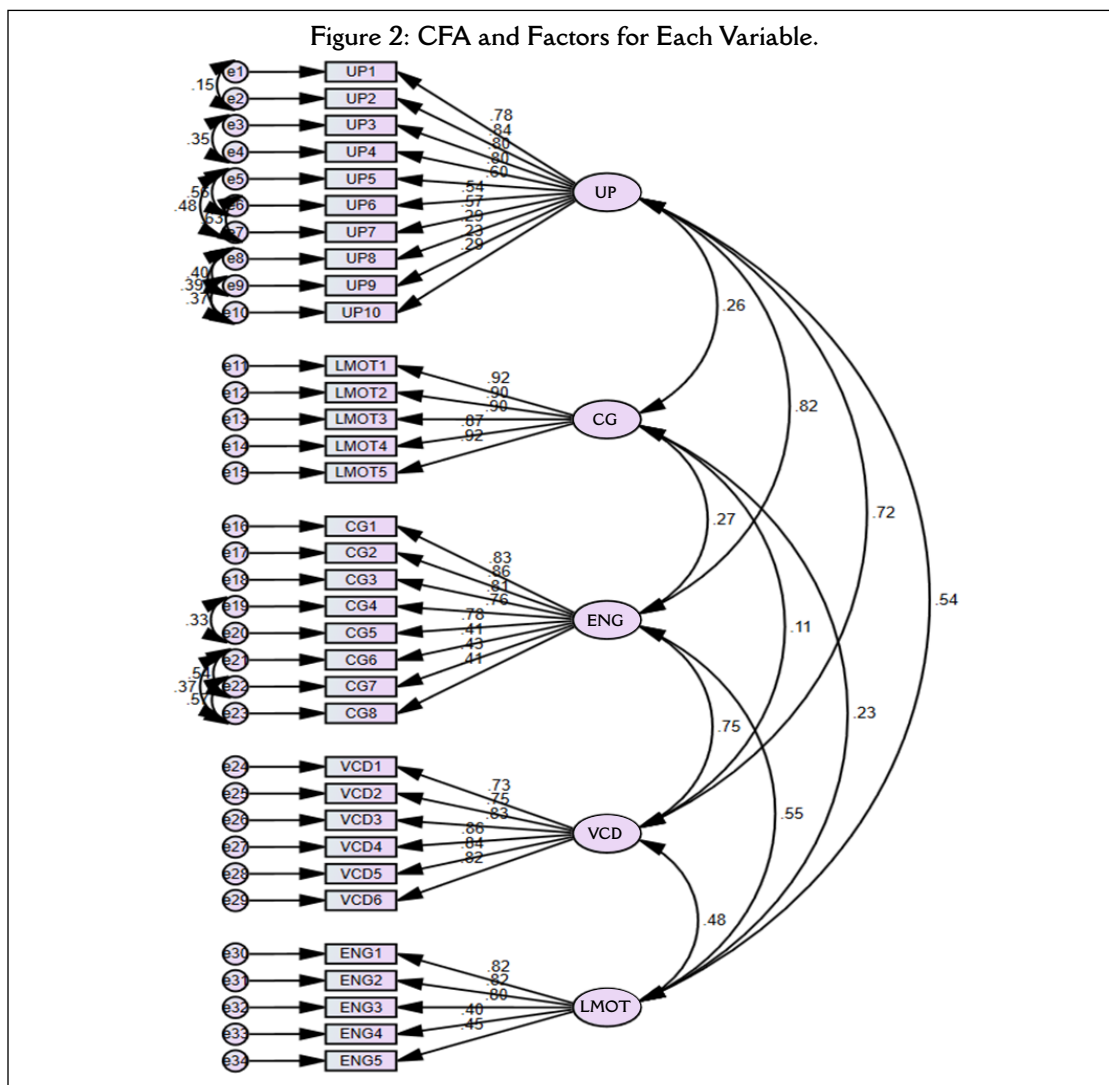 Figure 2: CFA and Factors for Each Variable.
e1 UP1
.15
e2 UP2
e3 UP3
.35
e4 UP4
e5 UP5
.55
.48
e6 UP6
.53
e7 UP7
e8 UP8
.40
e9 UP9
.39
.37
e10 UP10
.78
.84
.80
.80
.60
.54
.57
.29
.23
.29
UP
e11 LMOT1
e12 LMOT2
e13 LMOT3
e14 LMOT4
e15 LMOT5
.92
.90
.90
.87
.92
CG
e16 CG1
e17 CG2
e18 CG3
e19 CG4
.33
e20 CG5
e21 CG6
.54
.37
e22 CG7
e23 CG8
.83
.86
.81
.76
.78
.41
.43
.41
ENG
e24 VCD1
e25 VCD2
e26 VCD3
e27 VCD4
e28 VCD5
e29 VCD6
.73
.75
.83
.86
.84
.82
VCD
e30 ENG1
e31 ENG2
e32 ENG3
e33 ENG4
e34 ENG5
.82
.82
.80
.40
.45
LMOT
.26
.82
.72
.27
.54
.11
.75
.23
.55
.48